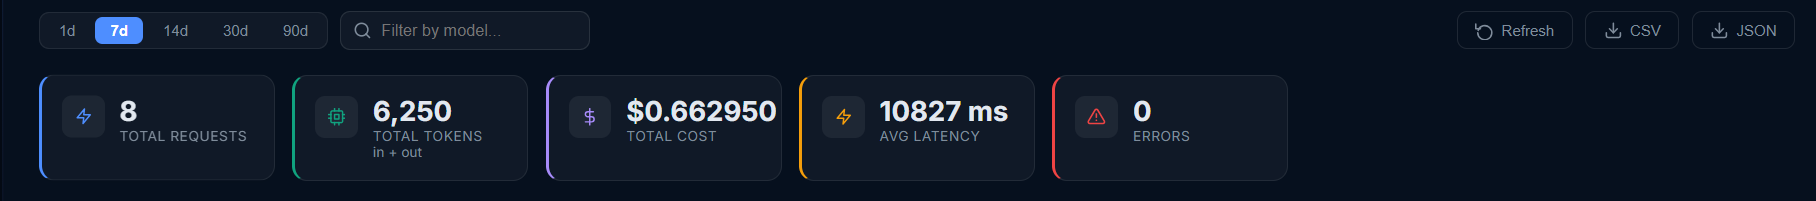 1d 7d 14d 30d 90d Filter by model... Refresh CSV JSON
8 6,250 $0.662950 10827 ms 0
TOTAL REQUESTS TOTAL TOKENS TOTAL COST AVG LATENCY ERRORS
in + out